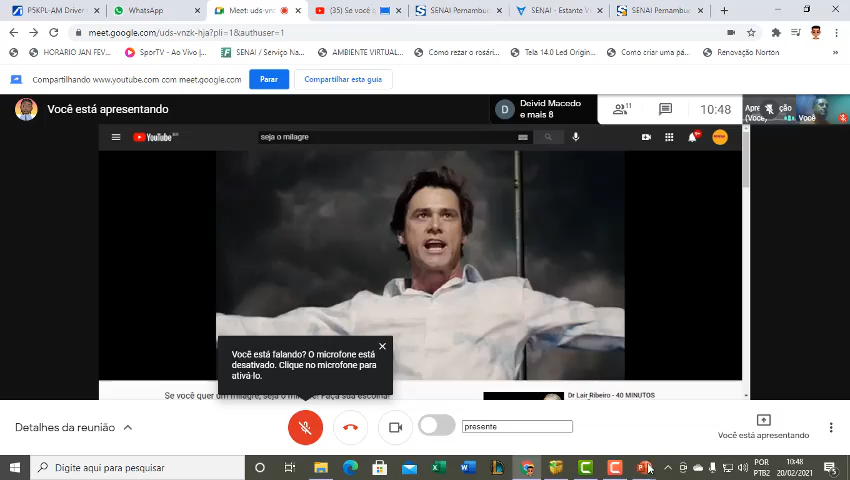 P5KPL-AM Driver
WhatsApp
Meet: uds-vnzk
(35) Se você
SENAI Pernambu
SENAI - Estante V
SENAI Pernambu
meet.google.com/uds-vnzk-hja?pli=1&authuser=1
HORÁRIO JAN FEV
SporTV - Ao Vivo |
SENAI / Serviço Na
AMBIENTE VIRTUAL
Como rezar o rosári
Tela 14.0 Led Origin
Como criar uma pá
Renovação Norton
Compartilhando www.youtube.com com meet.google.com
Parar
Compartilhar esta guia
Você está apresentando
D
Deivid Macedo
e mais 8
11
10:48
Você
YouTube BR
seja o milagre
Você está falando? O microfone está
desativado. Clique no microfone para
ativá-lo.
Se você quer um milagre, seja o milagre! Faça sua escolha!
Dr Lair Ribeiro - 40 MINUTOS
Detalhes da reunião
presente
Você está apresentando
Digite aqui para pesquisar
POR
PTB2
10:48
20/02/2021
5